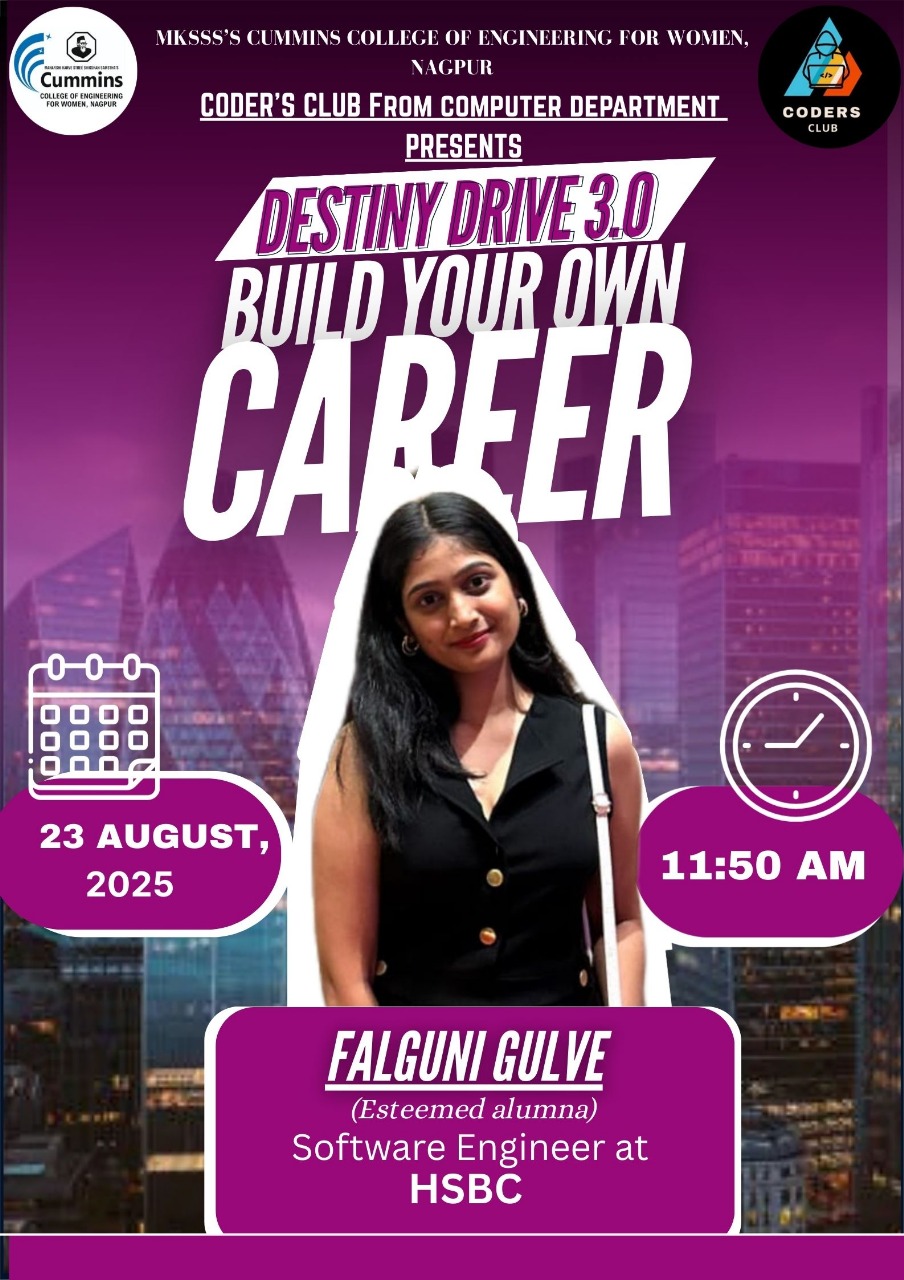 MKSSS'S CUMMINS COLLEGE OF ENGINEERING FOR WOMEN,
NAGPUR
Cummins
COLLEGE OF ENGINEERING
FOR WOMEN, NAGPUR
CODERS
CLUB
</>
CODER'S CLUB FROM COMPUTER DEPARTMENT
PRESENTS
DESTINY DRIVE 3.0
BUILD YOUR OWN
CAREER
23 AUGUST,
2025
11:50 AM
FALGUNI GULVE
(Esteemed alumna)
Software Engineer at
HSBC